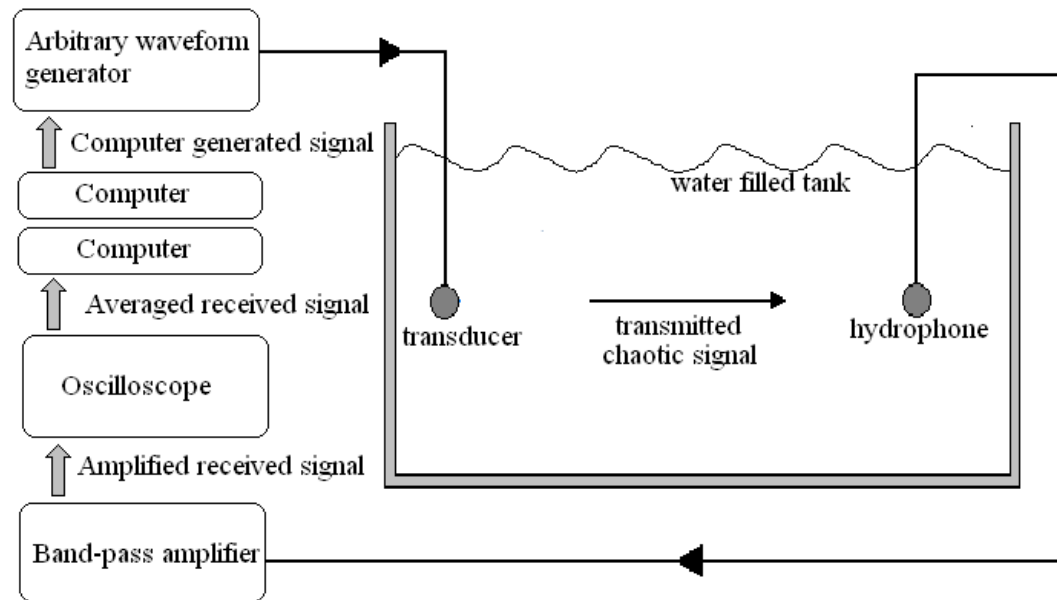 Arbitrary waveform
generator
Computer generated signal
Computer
Computer
Averaged received signal
Oscilloscope
Amplified received signal
Band-pass amplifier
water filled tank
transducer
transmitted
chaotic signal
hydrophone